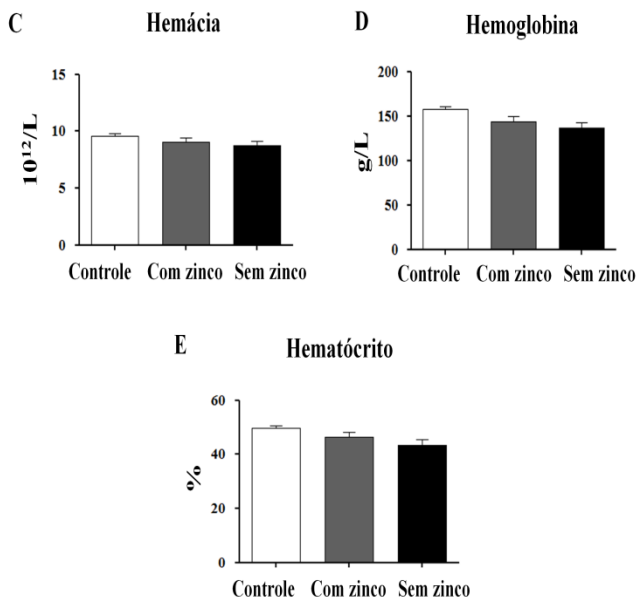 C Hemácia
15
10
5
0
10¹²/L
Controle Com zinco Sem zinco
D Hemoglobina
200
150
100
50
0
g/L
Controle Com zinco Sem zinco
E Hematócrito
60
40
20
0
%
Controle Com zinco Sem zinco